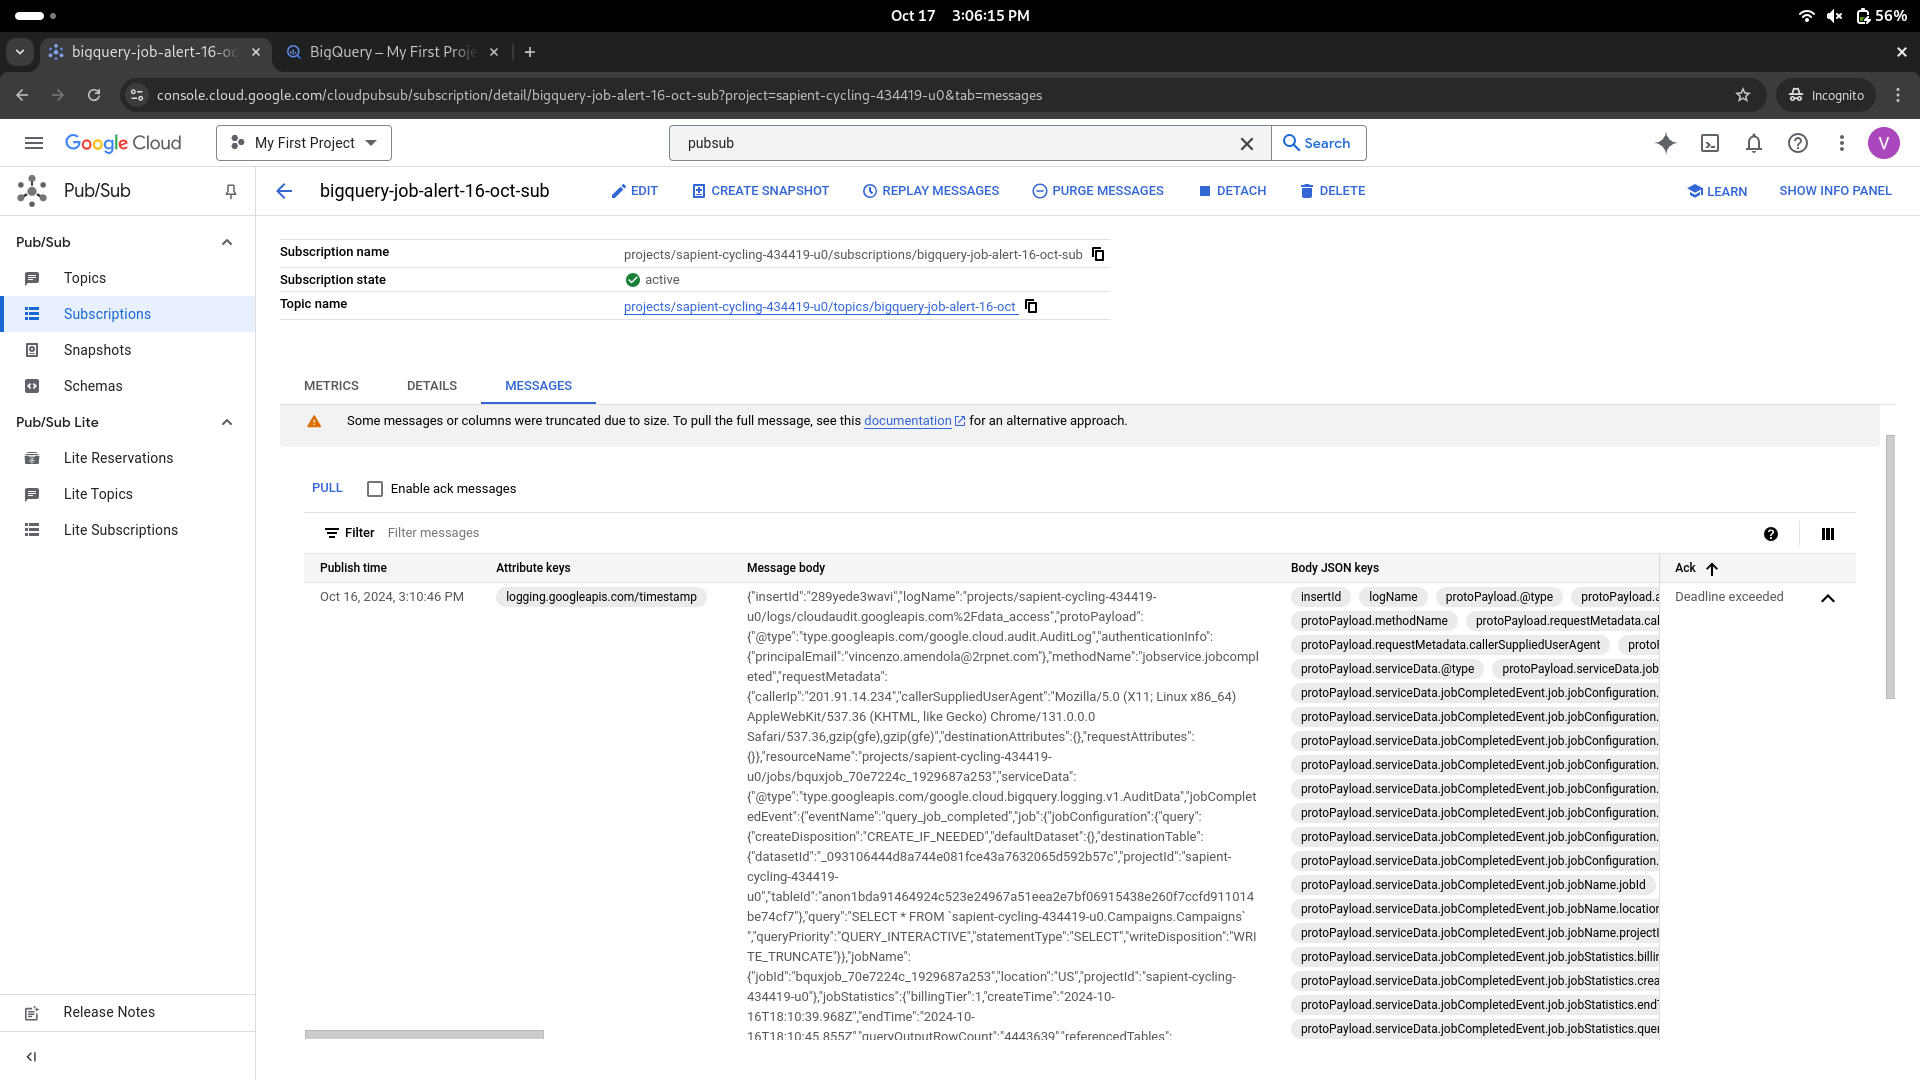 Oct 17 3:06:15 PM
56%
bigquery-job-alert-16-oc
BigQuery – My First Proje
console.cloud.google.com/cloudpubsub/subscription/detail/bigquery-job-alert-16-oct-sub?project=sapient-cycling-434419-u0&tab=messages
Incognito
Google Cloud
My First Project
pubsub
Search
V
Pub/Sub
bigquery-job-alert-16-oct-sub
EDIT
CREATE SNAPSHOT
REPLAY MESSAGES
PURGE MESSAGES
DETACH
DELETE
LEARN
SHOW INFO PANEL
Pub/Sub
Topics
Subscriptions
Snapshots
Schemas
Pub/Sub Lite
Lite Reservations
Lite Topics
Lite Subscriptions
Release Notes
Subscription name projects/sapient-cycling-434419-u0/subscriptions/bigquery-job-alert-16-oct-sub
Subscription state active
Topic name projects/sapient-cycling-434419-u0/topics/bigquery-job-alert-16-oct
METRICS DETAILS MESSAGES
Some messages or columns were truncated due to size. To pull the full message, see this documentation for an alternative approach.
PULL Enable ack messages
Filter Filter messages
Publish time Attribute keys Message body Body JSON keys Ack
Oct 16, 2024, 3:10:46 PM
logging.googleapis.com/timestamp
{"insertId":"289yede3wavi","logName":"projects/sapient-cycling-434419-
u0/logs/cloudaudit.googleapis.com%2Fdata_access","protoPayload":
{"@type":"type.googleapis.com/google.cloud.audit.AuditLog","authenticationInfo":
{"principalEmail":"vincenzo.amendola@2rpnet.com"},"methodName":"jobservice.jobcompl
eted","requestMetadata":
{"callerIp":"201.91.14.234","callerSuppliedUserAgent":"Mozilla/5.0 (X11; Linux x86_64)
AppleWebKit/537.36 (KHTML, like Gecko) Chrome/131.0.0.0
Safari/537.36,gzip(gfe),gzip(gfe)","destinationAttributes":{},"requestAttributes":
{}},"resourceName":"projects/sapient-cycling-434419-
u0/jobs/bquxjob_70e7224c_1929687a253","serviceData":
{"@type":"type.googleapis.com/google.cloud.bigquery.logging.v1.AuditData","jobComplet
edEvent":{"eventName":"query_job_completed","job":{"jobConfiguration":{"query":
{"createDisposition":"CREATE_IF_NEEDED","defaultDataset":{},"destinationTable":
{"datasetId":"_093106444d8a744e081fce43a7632065d592b57c","projectId":"sapient-
cycling-434419-
u0","tableId":"anon1bda91464924c523e24967a51eea2e7bf06915438e260f7ccfd911014
be74cf7"},"query":"SELECT * FROM `sapient-cycling-434419-u0.Campaigns.Campaigns`
","queryPriority":"QUERY_INTERACTIVE","statementType":"SELECT","writeDisposition":"WRI
TE_TRUNCATE"}},"jobName":
{"jobId":"bquxjob_70e7224c_1929687a253","location":"US","projectId":"sapient-cycling-
434419-u0"},"jobStatistics":{"billingTier":1,"createTime":"2024-10-
16T18:10:39.968Z","endTime":"2024-10-
16T18:10:45.855Z","queryOutputRowCount":"4443639","referencedTables":
insertId logName protoPayload.@type protoPayload.a
protoPayload.methodName protoPayload.requestMetadata.cal
protoPayload.requestMetadata.callerSuppliedUserAgent protoF
protoPayload.serviceData.@type protoPayload.serviceData.job
protoPayload.serviceData.jobCompletedEvent.job.jobConfiguration.
protoPayload.serviceData.jobCompletedEvent.job.jobConfiguration.
protoPayload.serviceData.jobCompletedEvent.job.jobConfiguration.
protoPayload.serviceData.jobCompletedEvent.job.jobConfiguration.
protoPayload.serviceData.jobCompletedEvent.job.jobConfiguration.
protoPayload.serviceData.jobCompletedEvent.job.jobConfiguration.
protoPayload.serviceData.jobCompletedEvent.job.jobConfiguration.
protoPayload.serviceData.jobCompletedEvent.job.jobConfiguration.
protoPayload.serviceData.jobCompletedEvent.job.jobName.jobId
protoPayload.serviceData.jobCompletedEvent.job.jobName.location
protoPayload.serviceData.jobCompletedEvent.job.jobName.projectI
protoPayload.serviceData.jobCompletedEvent.job.jobStatistics.billin
protoPayload.serviceData.jobCompletedEvent.job.jobStatistics.crea
protoPayload.serviceData.jobCompletedEvent.job.jobStatistics.endT
protoPayload.serviceData.jobCompletedEvent.job.jobStatistics.quer
Deadline exceeded